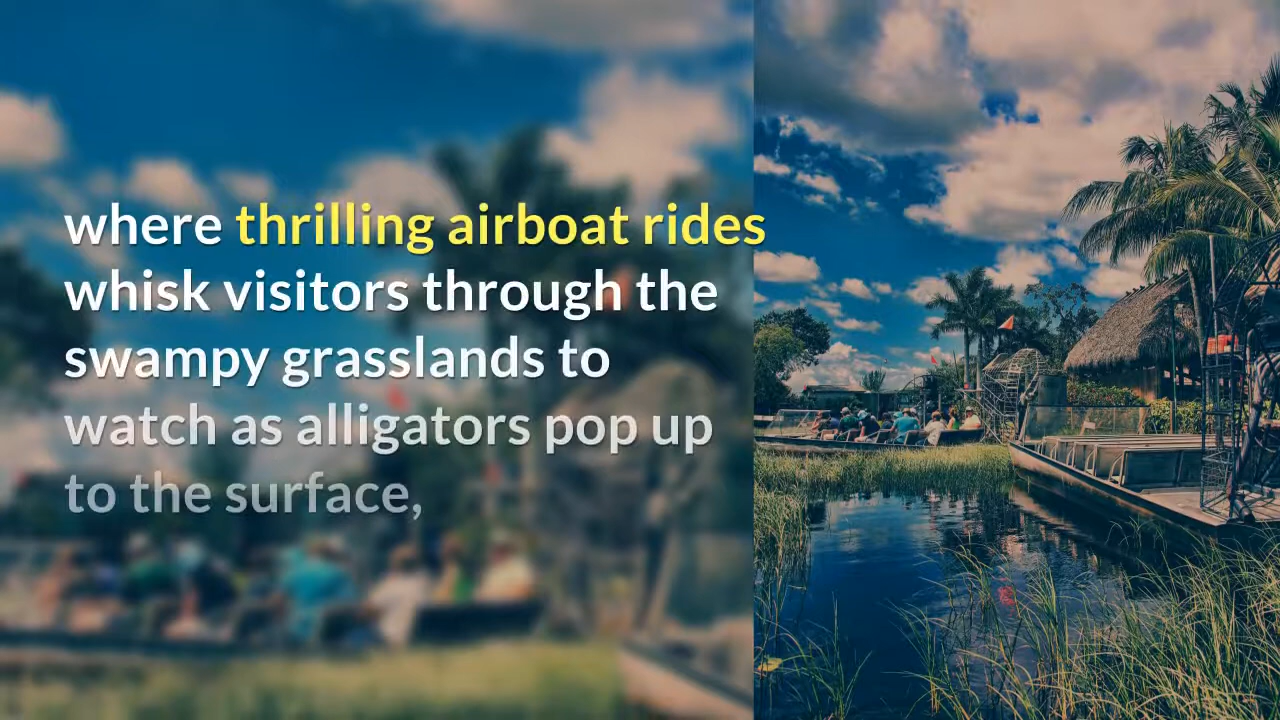 where thrilling airboat rides
whisk visitors through the
swampy grasslands to
watch as alligators pop up
to the surface,